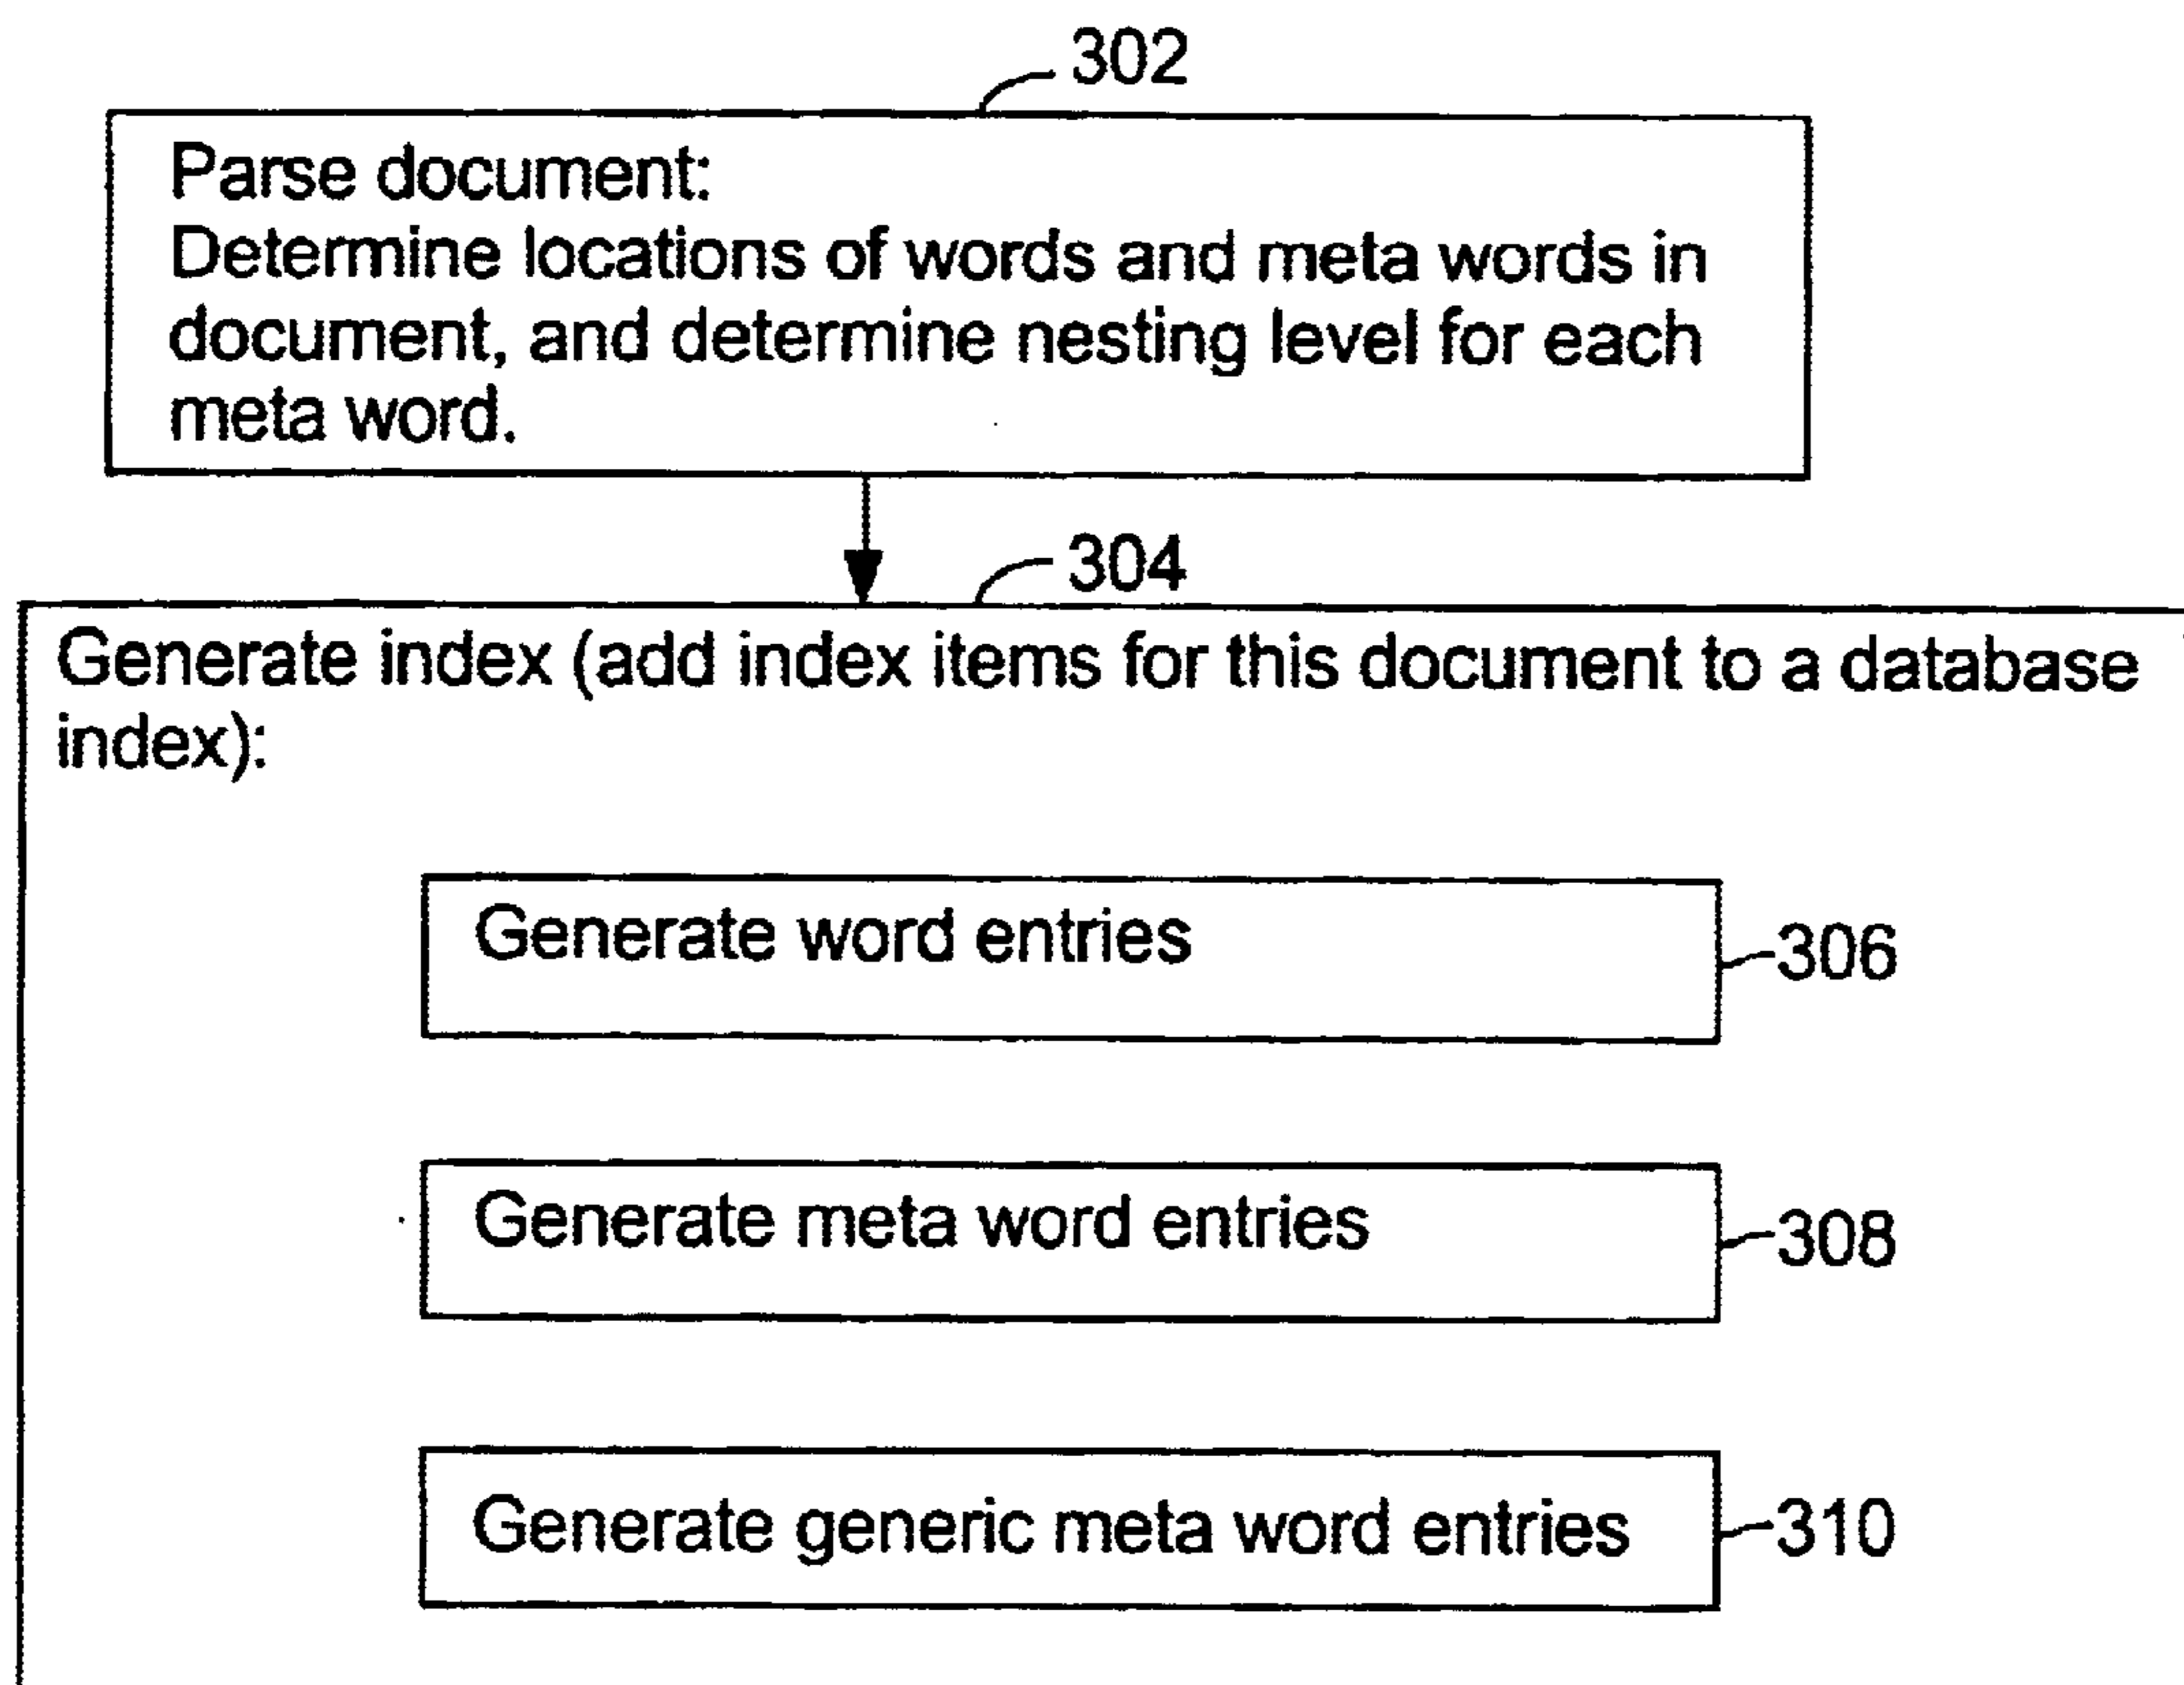 302
Parse document:
Determine locations of words and meta words in
document, and determine nesting level for each
meta word.
304
Generate index (add index items for this document to a database
index):
Generate word entries
306
Generate meta word entries
308
Generate generic meta word entries
310